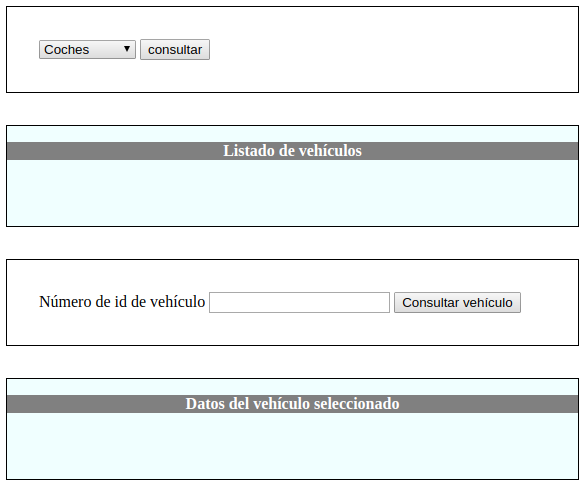 Coches consultar
Listado de vehículos
Número de id de vehículo Consultar vehículo
Datos del vehículo seleccionado